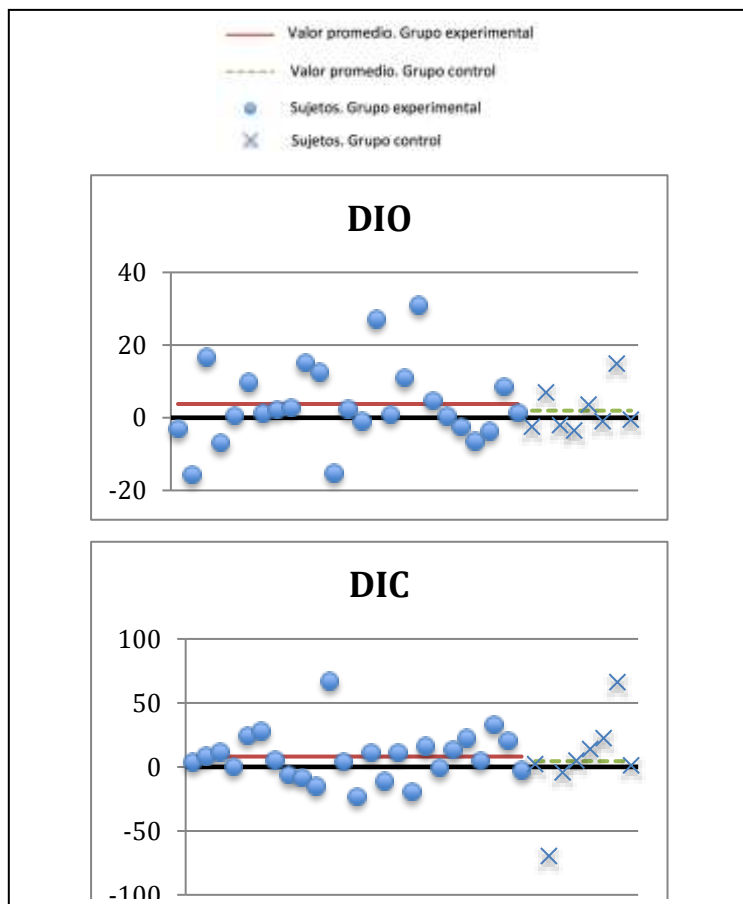 Valor promedio. Grupo experimental
Valor promedio. Grupo control
Sujetos. Grupo experimental
Sujetos. Grupo control
DIO
40
20
0
-20
DIC
100
50
0
-50
-100